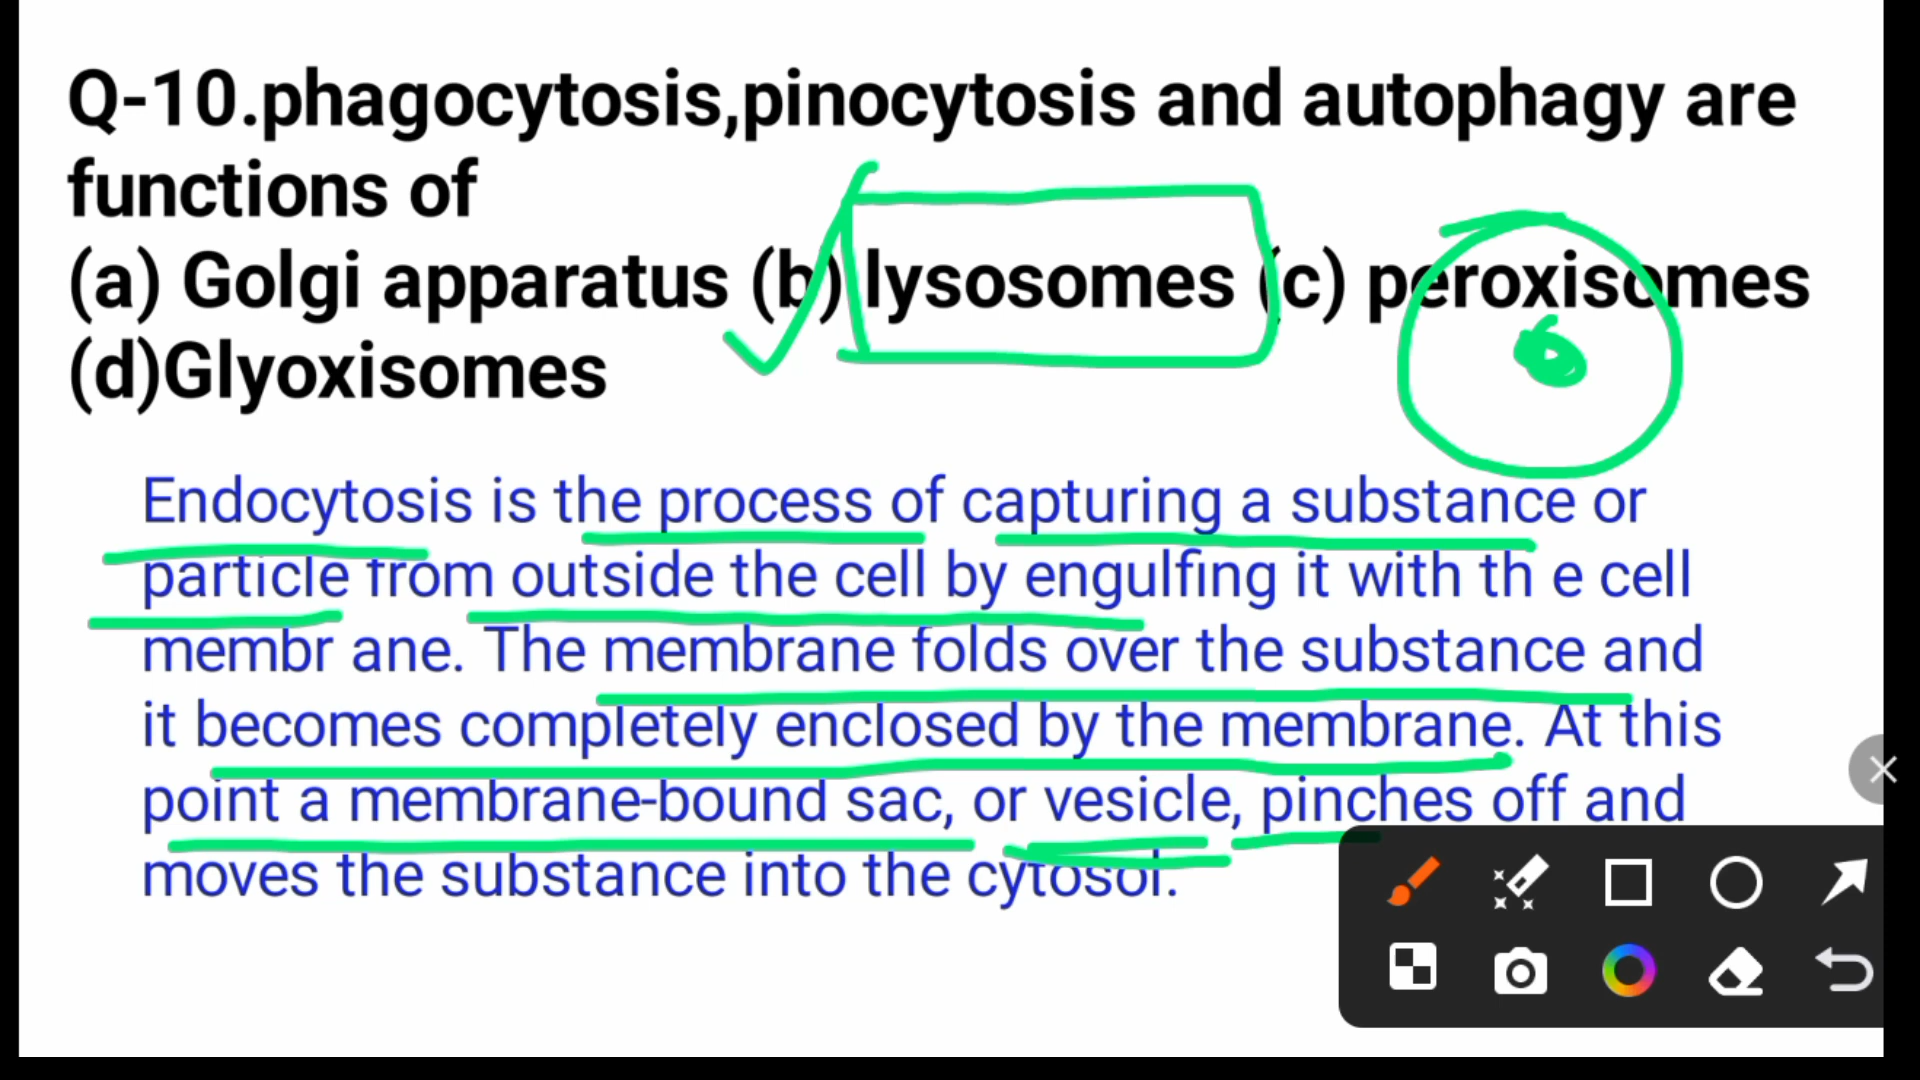 Q-10.phagocytosis,pinocytosis and autophagy are
functions of
(a) Golgi apparatus (b) lysosomes (c) peroxisomes
(d)Glyoxisomes
Endocytosis is the process of capturing a substance or
particle from outside the cell by engulfing it with th e cell
membr ane. The membrane folds over the substance and
it becomes completely enclosed by the membrane. At this
point a membrane-bound sac, or vesicle, pinches off and
moves the substance into the cytosol.